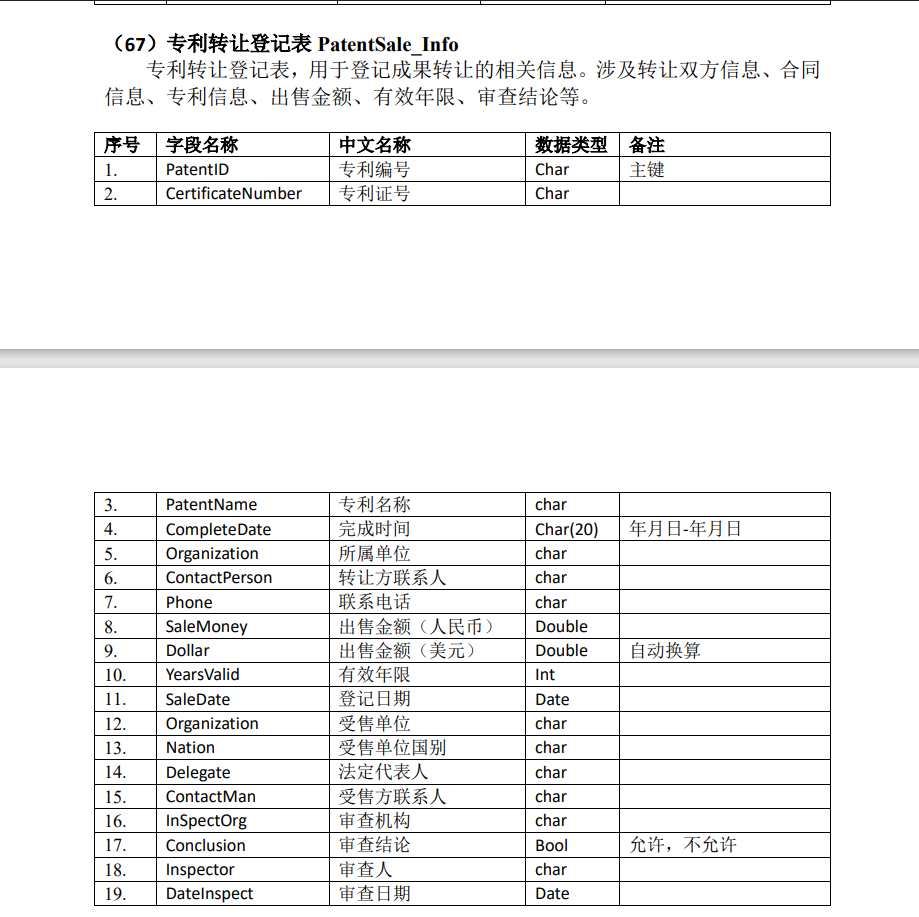 （67）专利转让登记表 PatentSale_Info
专利转让登记表，用于登记成果转让的相关信息。涉及转让双方信息、合同
信息、专利信息、出售金额、有效年限、审查结论等。
序号 字段名称 中文名称 数据类型 备注
1. PatentID 专利编号 Char 主键
2. CertificateNumber 专利证号 Char
3. PatentName 专利名称 char
4. CompleteDate 完成时间 Char(20) 年月日-年月日
5. Organization 所属单位 char
6. ContactPerson 转让方联系人 char
7. Phone 联系电话 char
8. SaleMoney 出售金额（人民币） Double
9. Dollar 出售金额（美元） Double 自动换算
10. YearsValid 有效年限 Int
11. SaleDate 登记日期 Date
12. Organization 受售单位 char
13. Nation 受售单位国别 char
14. Delegate 法定代表人 char
15. ContactMan 受售方联系人 char
16. InSpectOrg 审查机构 char
17. Conclusion 审查结论 Bool 允许，不允许
18. Inspector 审查人 char
19. DateInspect 审查日期 Date